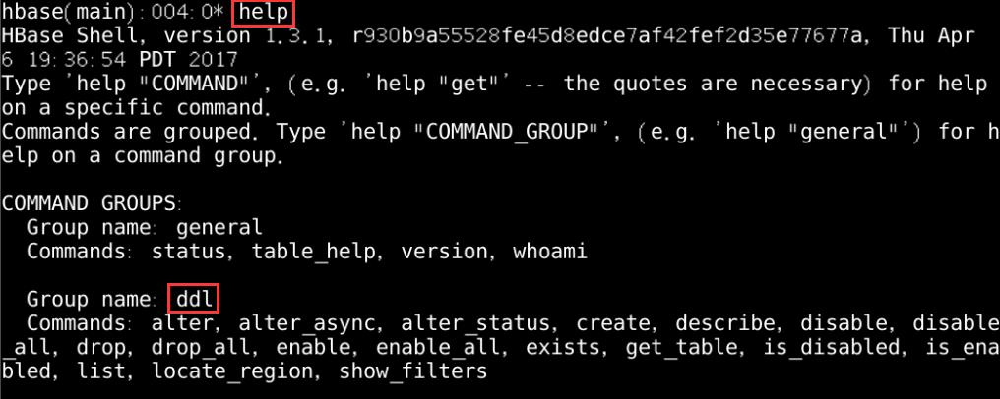 hbase(main):004:0* help
HBase Shell, version 1.3.1, r930b9a55528fe45d8edce7af42fef2d35e77677a, Thu Apr
6 19:36:54 PDT 2017
Type 'help "COMMAND"', (e.g. 'help "get"' -- the quotes are necessary) for help
on a specific command.
Commands are grouped. Type 'help "COMMAND_GROUP"', (e.g. 'help "general"') for h
elp on a command group.
COMMAND GROUPS:
Group name: general
Commands: status, table_help, version, whoami
Group name: ddl
Commands: alter, alter_async, alter_status, create, describe, disable, disable
_all, drop, drop_all, enable, enable_all, exists, get_table, is_disabled, is_ena
bled, list, locate_region, show_filters